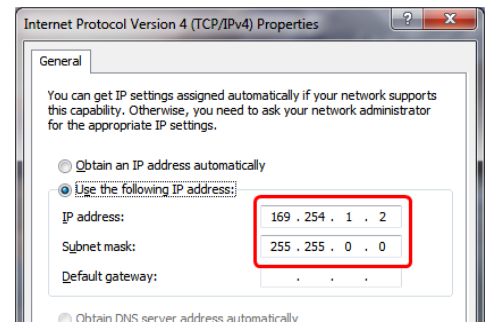 Internet Protocol Version 4 (TCP/IPv4) Properties
General
You can get IP settings assigned automatically if your network supports
this capability. Otherwise, you need to ask your network administrator
for the appropriate IP settings.
Obtain an IP address automatically
Use the following IP address:
IP address: 169 . 254 . 1 . 2
Subnet mask: 255 . 255 . 0 . 0
Default gateway: . . .
Obtain DNS server address automatically